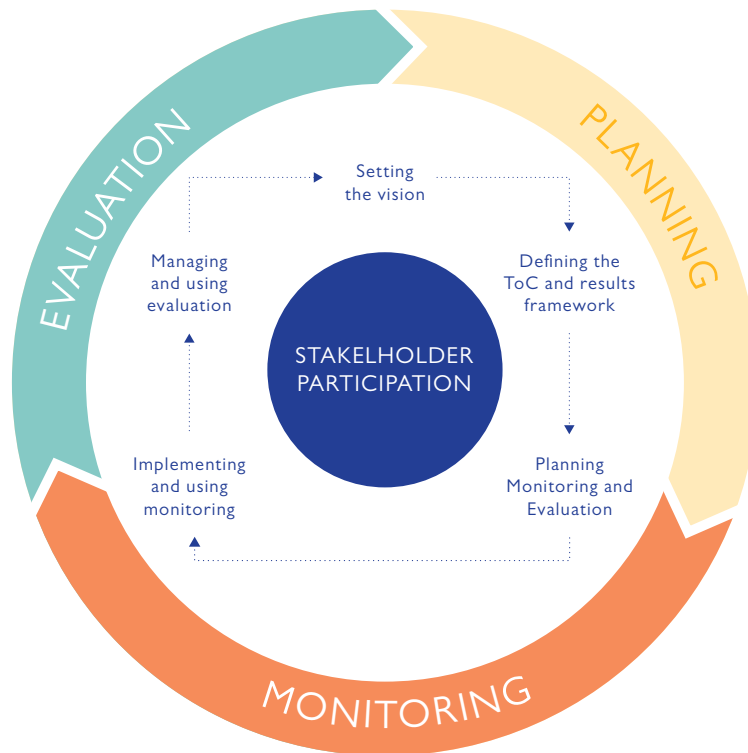 EVALUATION
PLANNING
Setting
the vision
Managing
and using
evaluation
Defining the
ToC and results
framework
STAKELHOLDER
PARTICIPATION
Implementing
and using
monitoring
Planning
Monitoring and
Evaluation
MONITORING